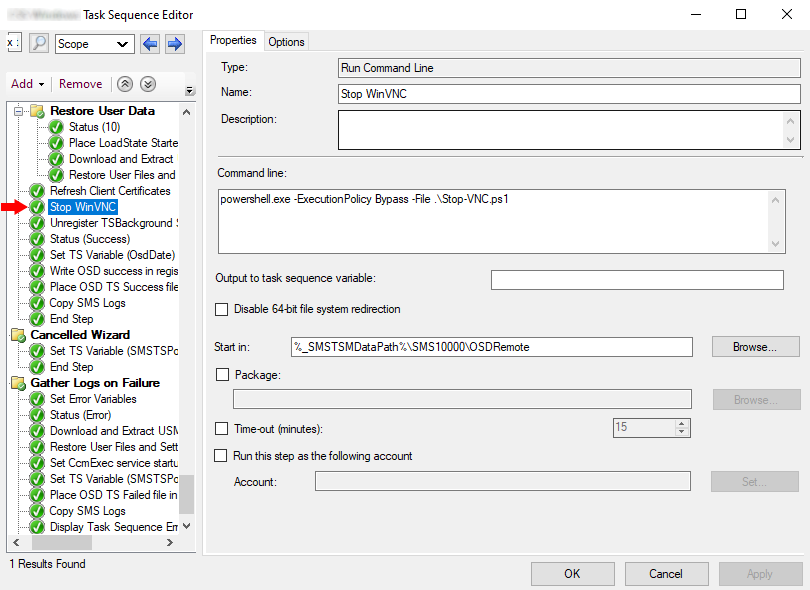 Task Sequence Editor
x
Scope
Add
Remove
Restore User Data
Status (10)
Place LoadState Starte
Download and Extract
Restore User Files and
Refresh Client Certificates
Stop WinVNC
Unregister TSBackground
Status (Success)
Set TS Variable (OsdDate)
Write OSD success in regis
Place OSD TS Success file
Copy SMS Logs
End Step
Cancelled Wizard
Set TS Variable (SMSTSPo
End Step
Gather Logs on Failure
Set Error Variables
Status (Error)
Download and Extract USM
Restore User Files and Sett
Set CcmExec service startu
Set TS Variable (SMSTSPo
Place OSD TS Failed file in
Copy SMS Logs
Display Task Sequence Err
1 Results Found
Properties
Options
Type:
Run Command Line
Name:
Stop WinVNC
Description:
Command line:
powershell.exe -ExecutionPolicy Bypass -File .\Stop-VNC.ps1
Output to task sequence variable:
Disable 64-bit file system redirection
Start in:
%_SMSTSMDataPath%\SMS10000\OSDRemote
Browse...
Package:
Browse...
Time-out (minutes):
15
Run this step as the following account
Account:
Set...
OK
Cancel
Apply